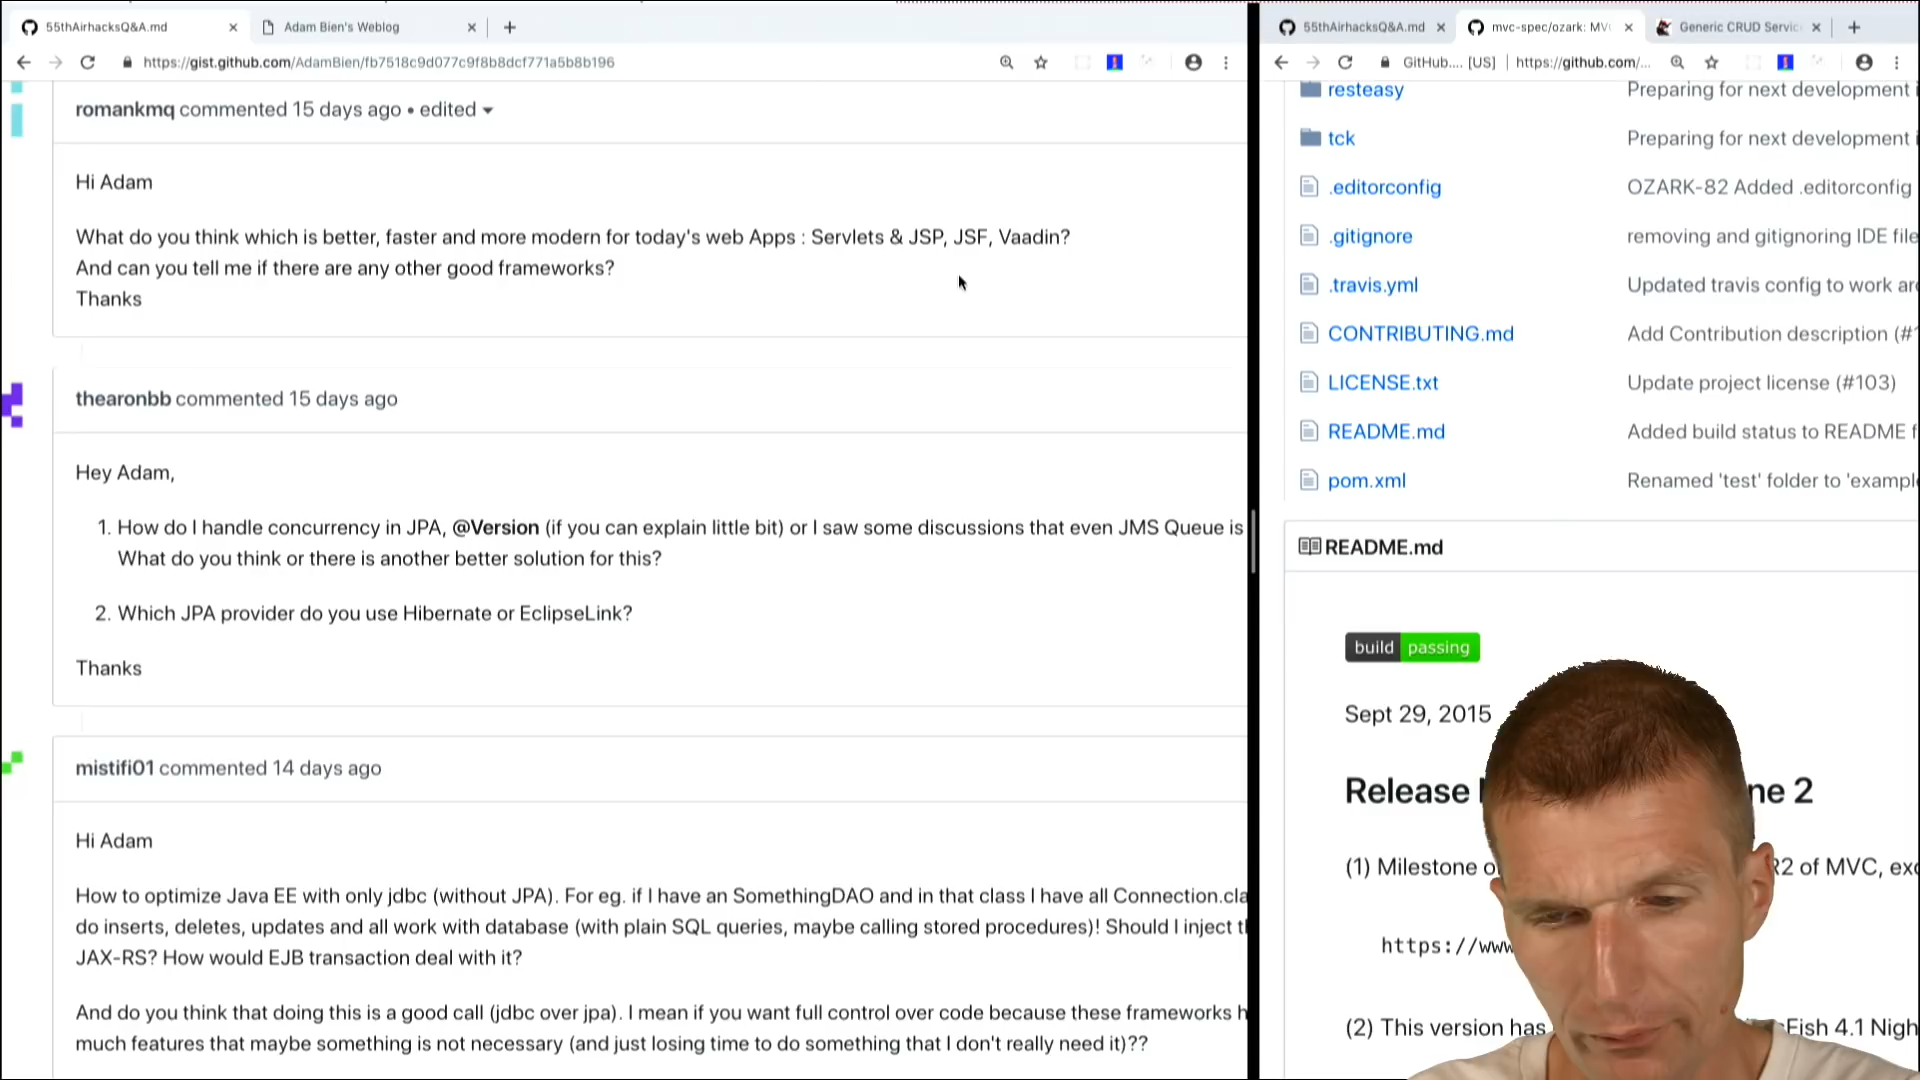 55thAirhacksQ&A.md
Adam Bien's Weblog
https://gist.github.com/AdamBien/fb7518c9d077c9f8b8dcf771a5b8b196
romankmq commented 15 days ago • edited
Hi Adam
What do you think which is better, faster and more modern for today's web Apps : Servlets & JSP, JSF, Vaadin?
And can you tell me if there are any other good frameworks?
Thanks
thearonbb commented 15 days ago
Hey Adam,
1. How do I handle concurrency in JPA, @Version (if you can explain little bit) or I saw some discussions that even JMS Queue is
What do you think or there is another better solution for this?
2. Which JPA provider do you use Hibernate or EclipseLink?
Thanks
mistifi01 commented 14 days ago
Hi Adam
How to optimize Java EE with only jdbc (without JPA). For eg. if I have an SomethingDAO and in that class I have all Connection.cla
do inserts, deletes, updates and all work with database (with plain SQL queries, maybe calling stored procedures)! Should I inject t
JAX-RS? How would EJB transaction deal with it?
And do you think that doing this is a good call (jdbc over jpa). I mean if you want full control over code because these frameworks h
much features that maybe something is not necessary (and just losing time to do something that I don't really need it)??
55thAirhacksQ&A.md
mvc-spec/ozark: MV
Generic CRUD Servic
GitHub.... [US]
https://github.com/...
resteasy
Preparing for next development i
tck
Preparing for next development i
.editorconfig
OZARK-82 Added .editorconfig
.gitignore
removing and gitignoring IDE file
.travis.yml
Updated travis config to work ar
CONTRIBUTING.md
Add Contribution description (#
LICENSE.txt
Update project license (#103)
README.md
Added build status to README f
pom.xml
Renamed 'test' folder to 'exampl
README.md
build passing
Sept 29, 2015
Release ne 2
(1) Milestone o R2 of MVC, exc
https://www
(2) This version has Fish 4.1 Nigh